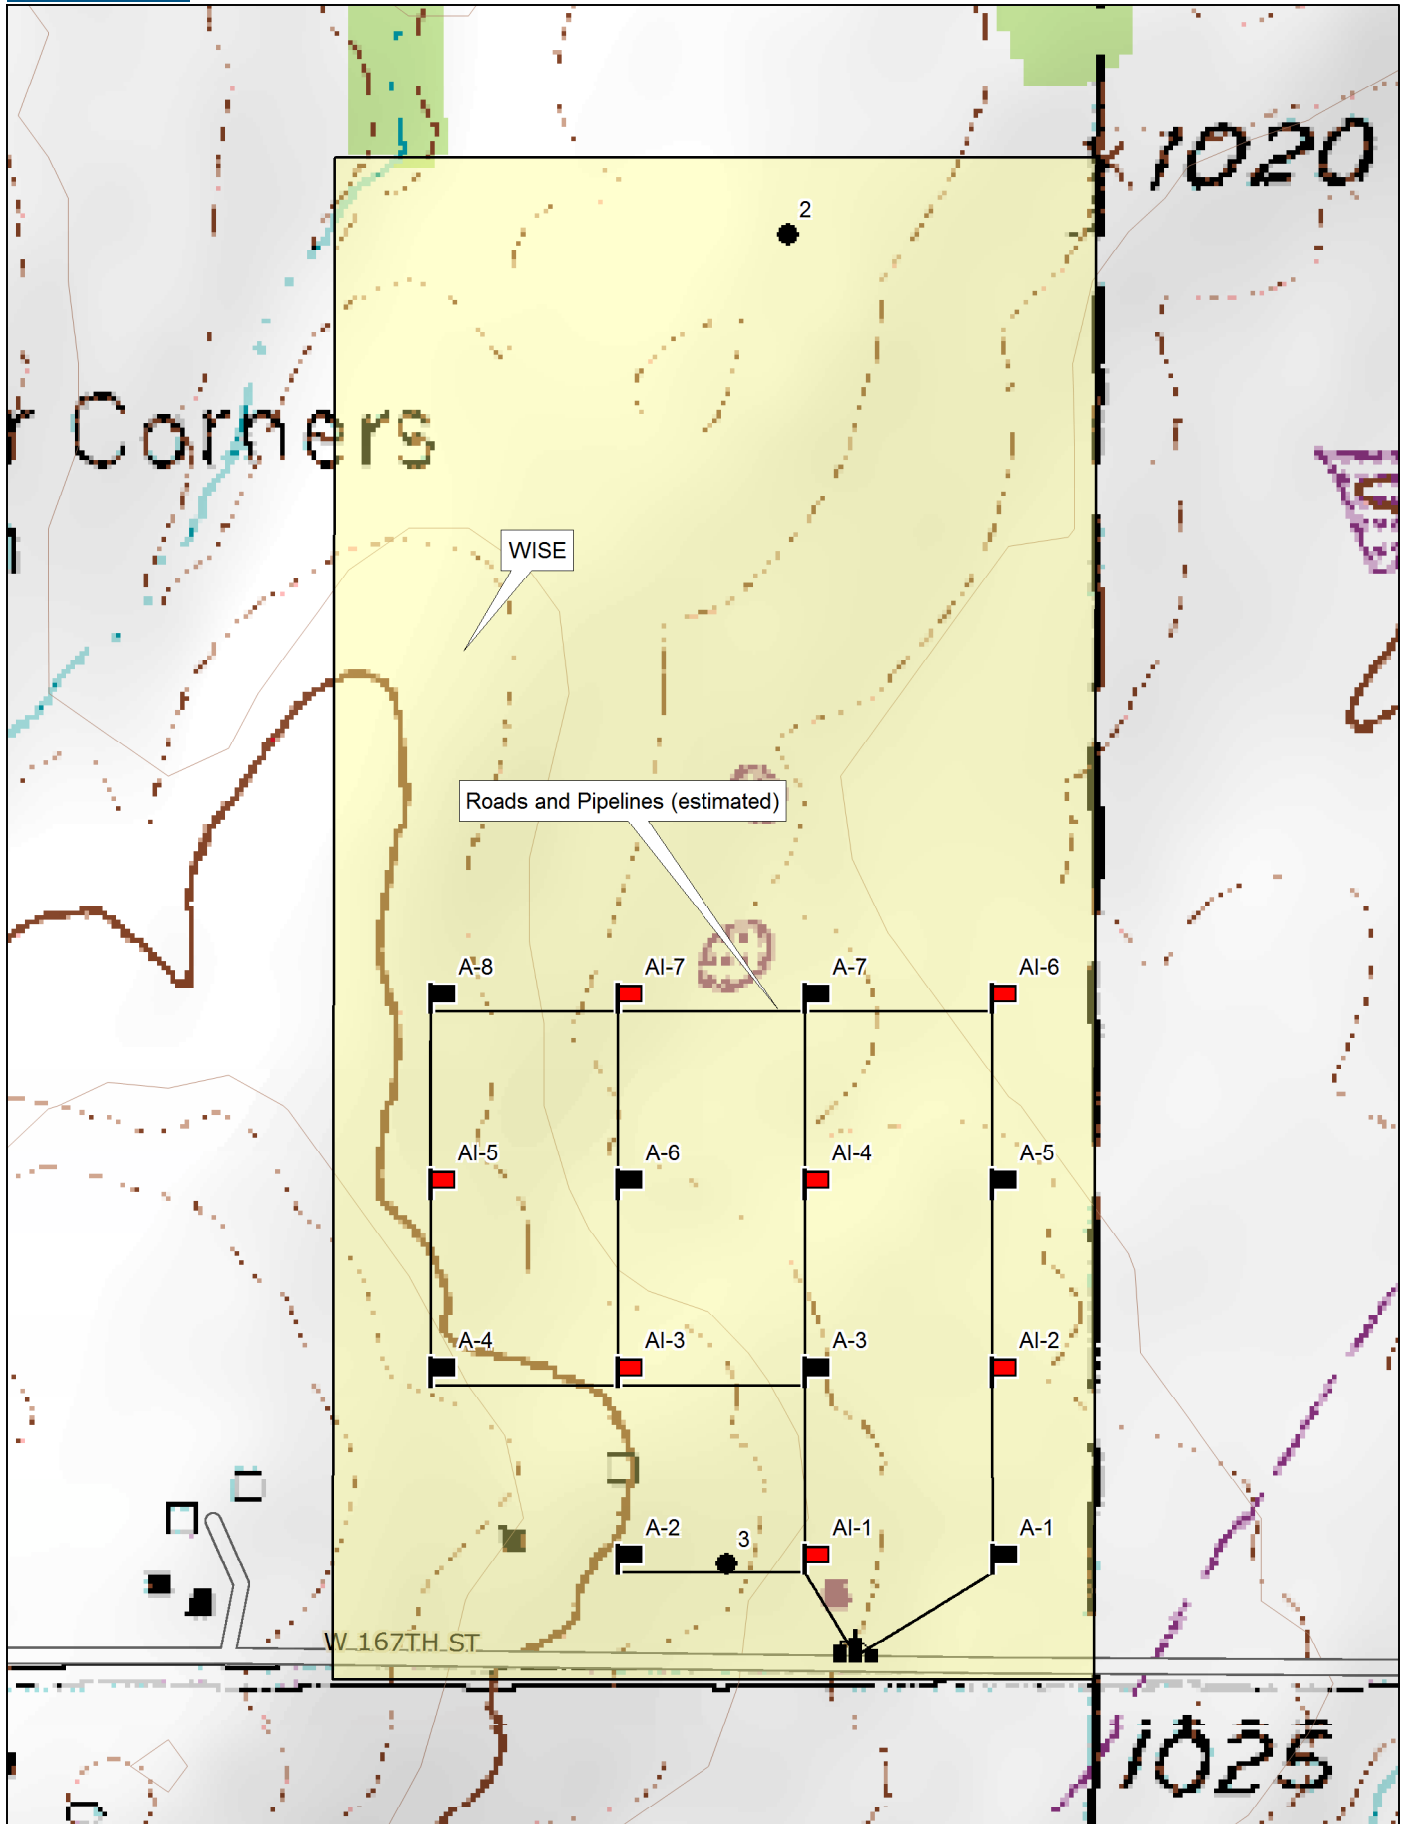 1020
2
r Corners
WISE
Roads and Pipelines (estimated)
A-8 AI-7 A-7 AI-6
AI-5 A-6 AI-4 A-5
A-4 AI-3 A-3 AI-2
A-2 3 AI-1 A-1
W 167TH ST
1025